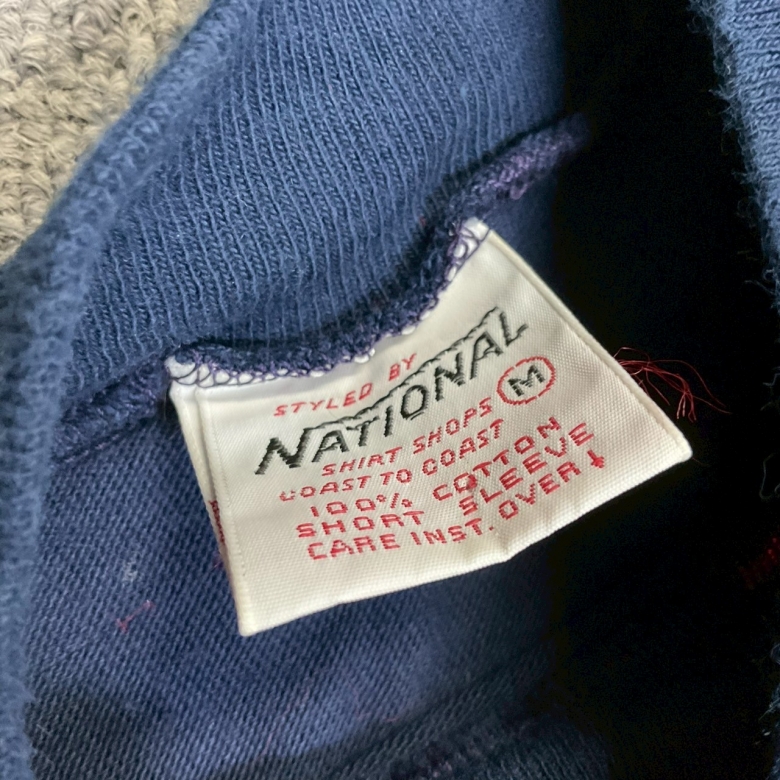 STYLED BY
NATIONAL
M
SHIRT SHOPS
COAST TO COAST
100% COTTON
SHORT SLEEVE
CARE INST. OVER